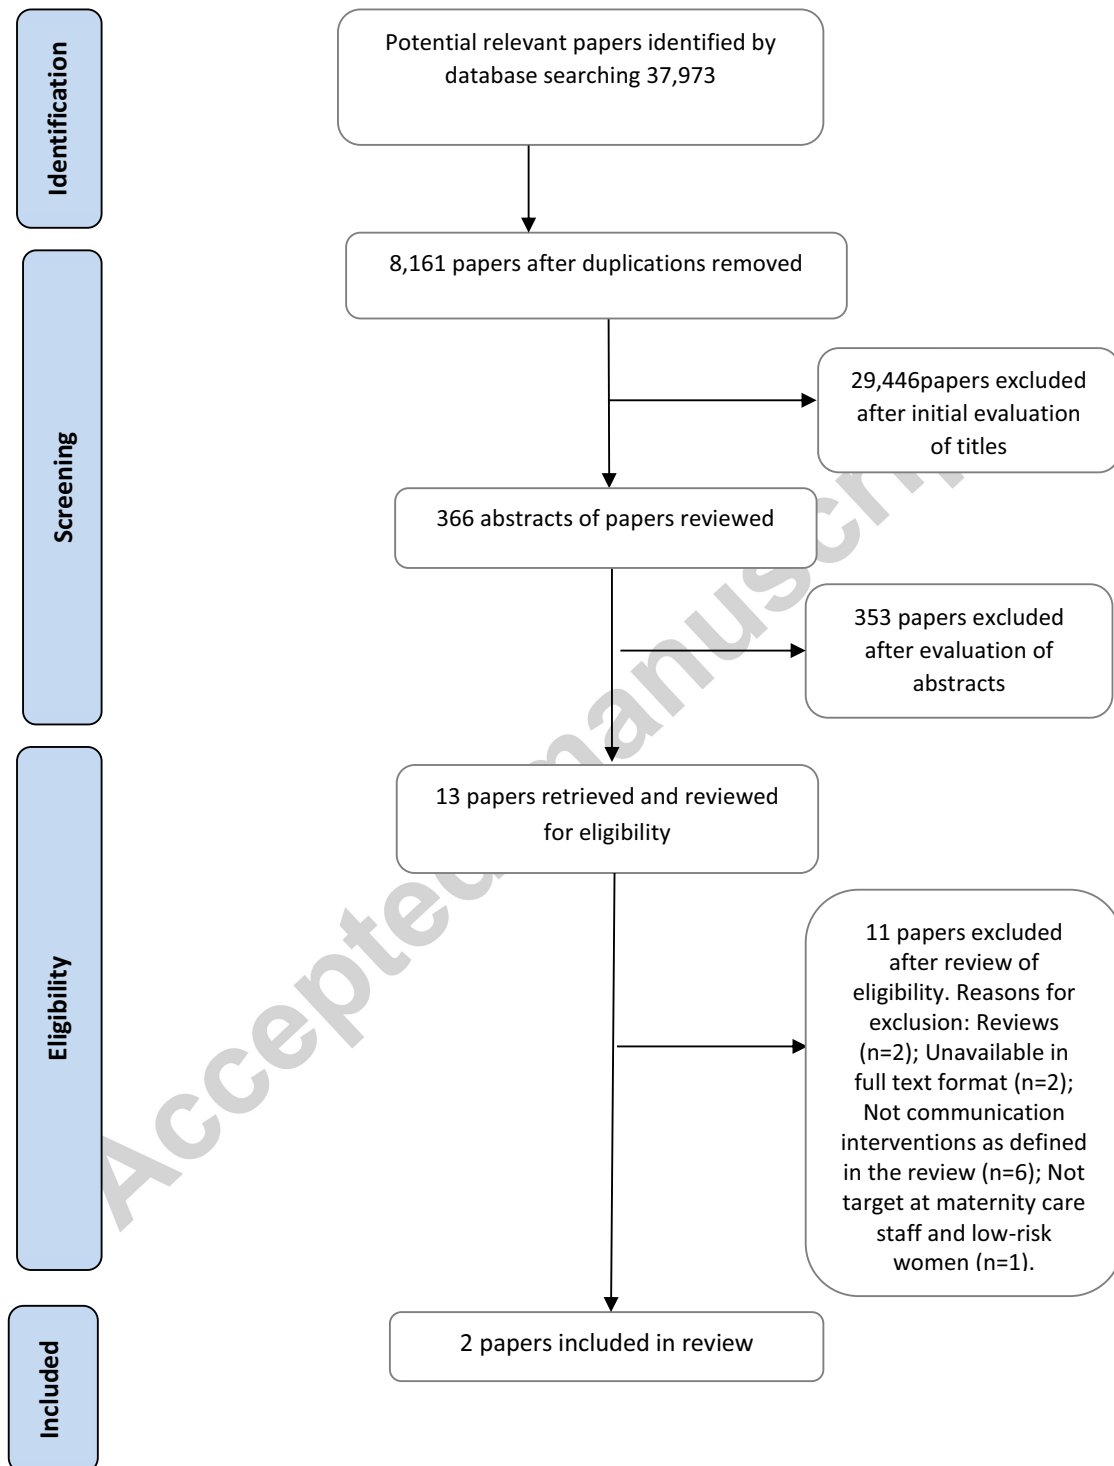 Identification
Potential relevant papers identified by
database searching 37,973
Screening
8,161 papers after duplications removed
29,446papers excluded
after initial evaluation
of titles
366 abstracts of papers reviewed
353 papers excluded
after evaluation of
abstracts
Eligibility
13 papers retrieved and reviewed
for eligibility
11 papers excluded
after review of
eligibility. Reasons for
exclusion: Reviews
(n=2); Unavailable in
full text format (n=2);
Not communication
interventions as defined
in the review (n=6); Not
target at maternity care
staff and low-risk
women (n=1).
Included
2 papers included in review
Accepted manuscript